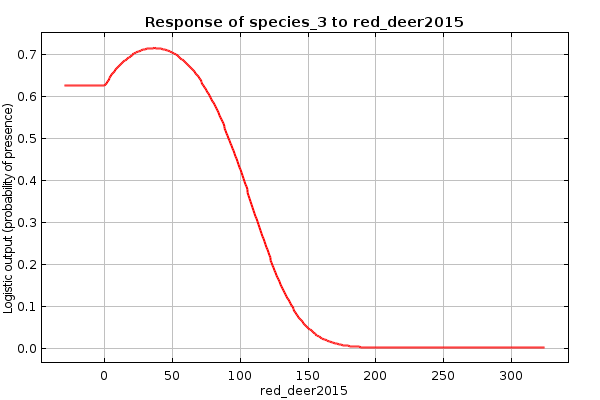 Response of species_3 to red_deer2015
Logistic output (probability of presence)
0.7
0.6
0.5
0.4
0.3
0.2
0.1
0.0
0 50 100 150 200 250 300
red_deer2015